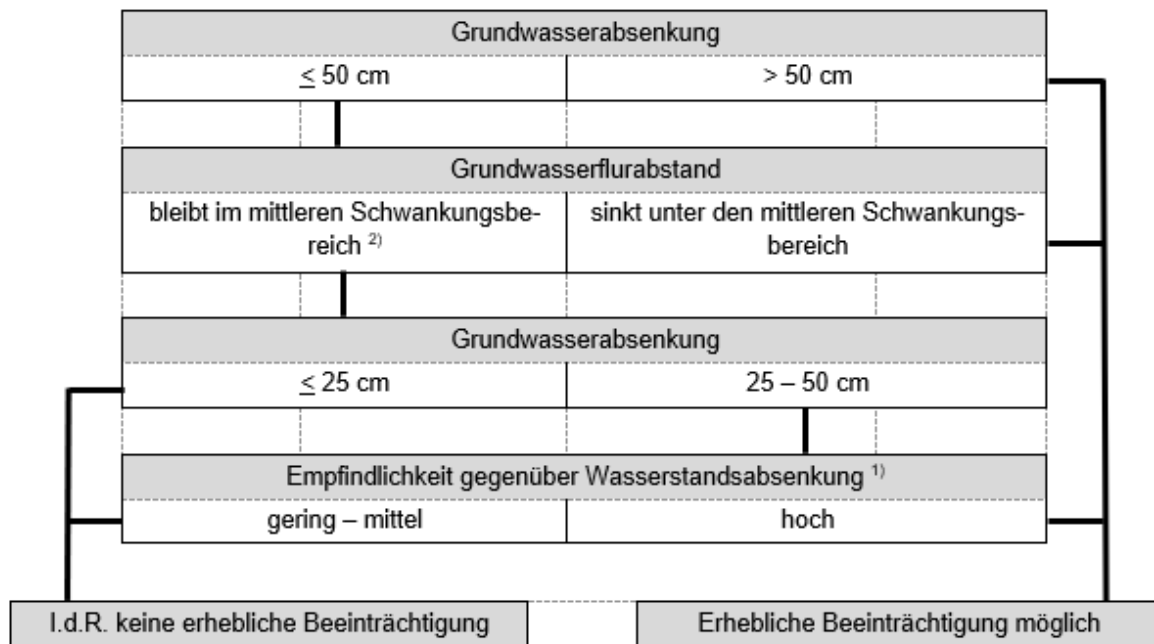 Grundwasserabsenkung
≤ 50 cm > 50 cm
Grundwasserflurabstand
bleibt im mittleren Schwankungsbe-
reich 2)
sinkt unter den mittleren Schwankungs-
bereich
Grundwasserabsenkung
≤ 25 cm 25 – 50 cm
Empfindlichkeit gegenüber Wasserstandsabsenkung 1)
gering – mittel hoch
I.d.R. keine erhebliche Beeinträchtigung Erhebliche Beeinträchtigung möglich